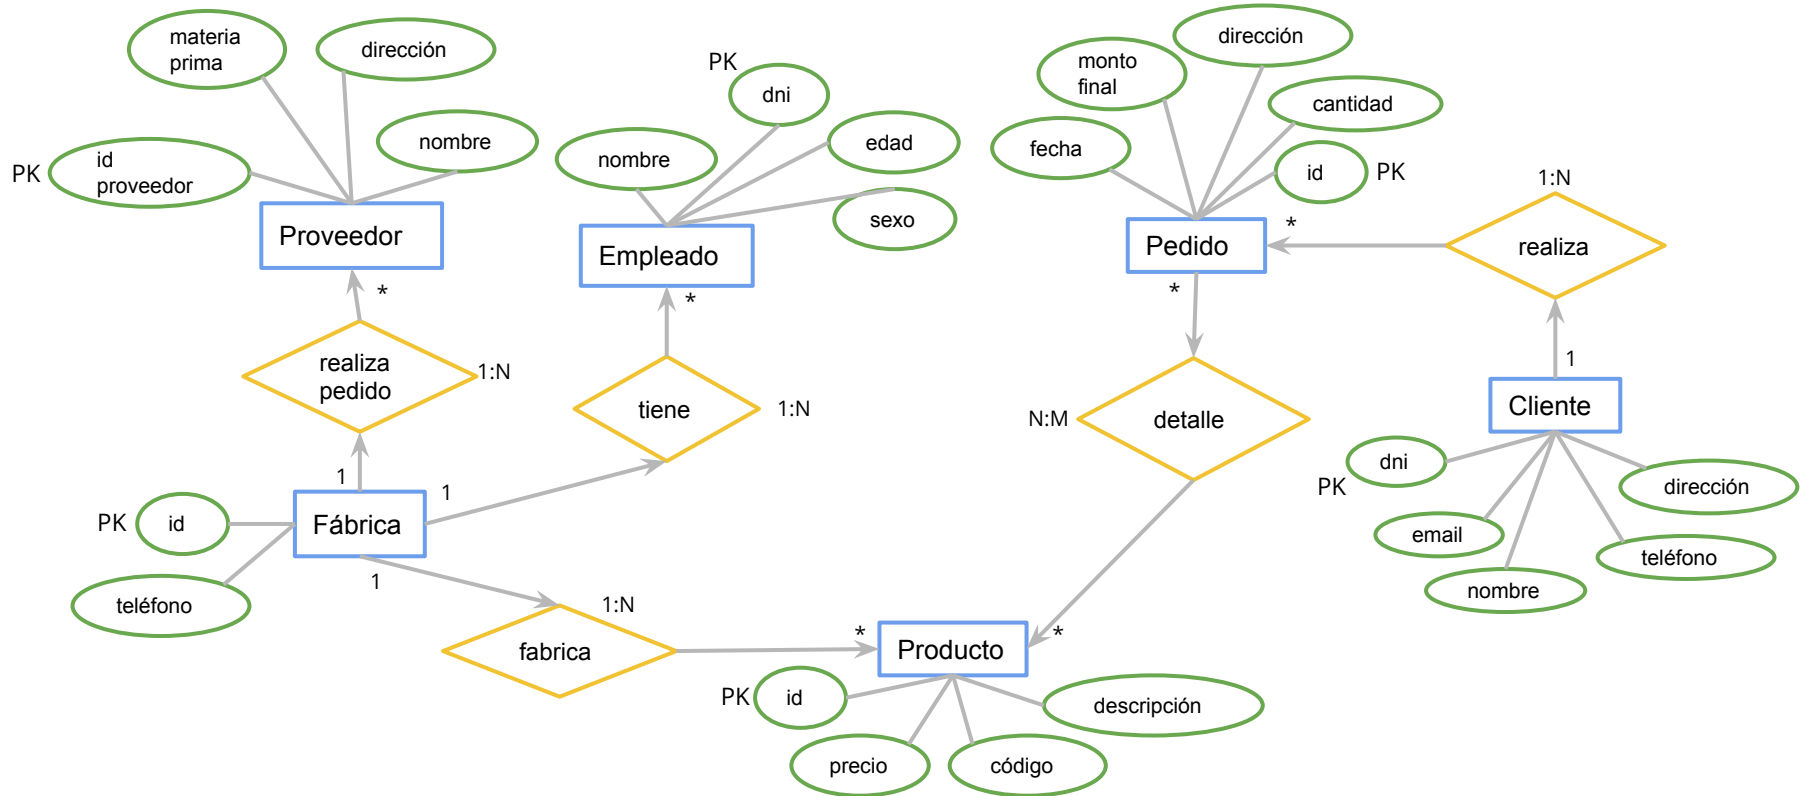 materia
prima
dirección
PK
id
proveedor
nombre
Proveedor
*
realiza
pedido
1:N
1
PK
id
Fábrica
teléfono
1
1
PK
dni
nombre
edad
sexo
Empleado
*
tiene
1:N
1:N
fabrica
*
Producto
*
PK
id
descripción
precio
código
dirección
monto
final
cantidad
fecha
id
PK
Pedido
*
*
N:M
detalle
1:N
realiza
1
Cliente
dni
PK
dirección
email
teléfono
nombre